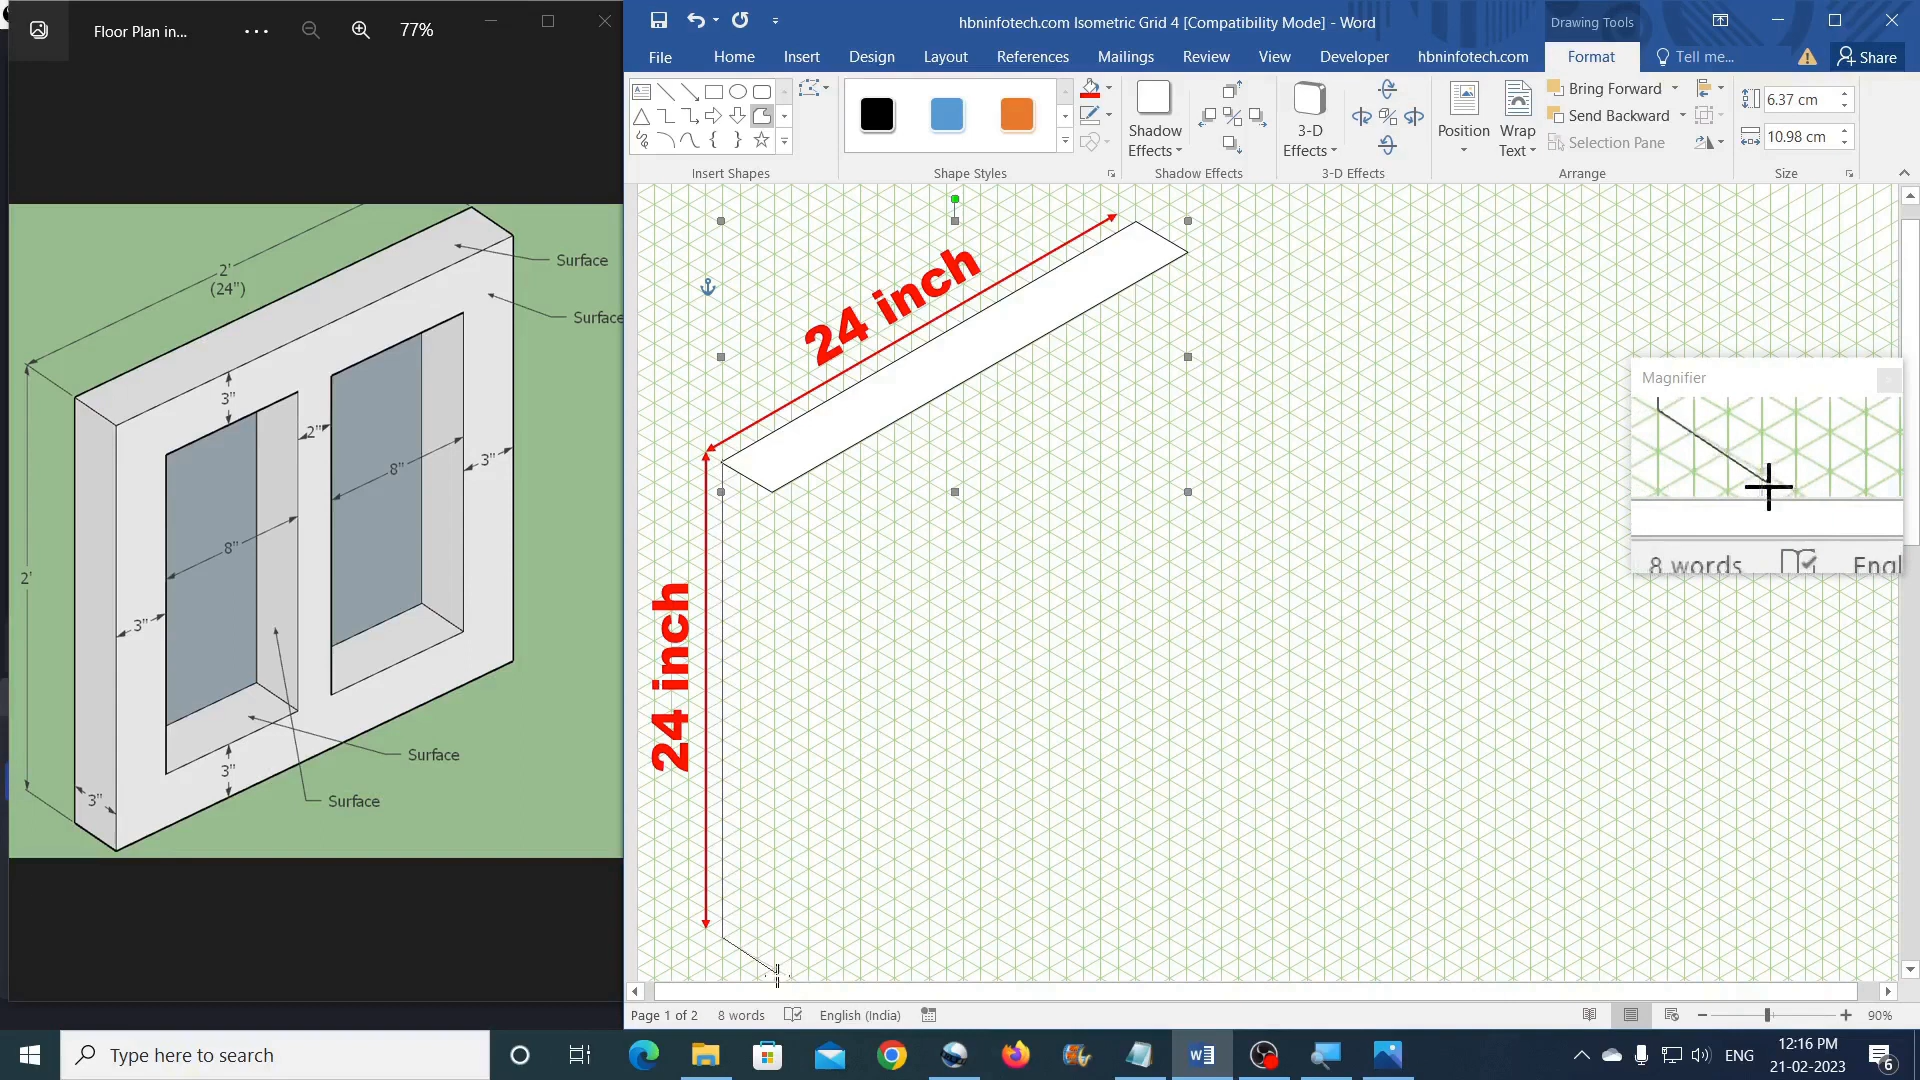 Floor Plan in...
77%
2'
(24")
Surface
Surface
3"
2"
8"
3"
8"
2'
3"
3"
3"
Surface
Surface
hbninfotech.com Isometric Grid 4 [Compatibility Mode] - Word
Drawing Tools
File
Home
Insert
Design
Layout
References
Mailings
Review
View
Developer
hbninfotech.com
Format
Tell me...
Share
Insert Shapes
Shape Styles
Shadow
Effects
Shadow Effects
3-D
Effects
3-D Effects
Position
Wrap
Text
Bring Forward
Send Backward
Selection Pane
Arrange
6.37 cm
10.98 cm
Size
24 inch
24 inch
Magnifier
8 words
Engl
Page 1 of 2
8 words
English (India)
90%
Type here to search
ENG
12:16 PM
21-02-2023
6